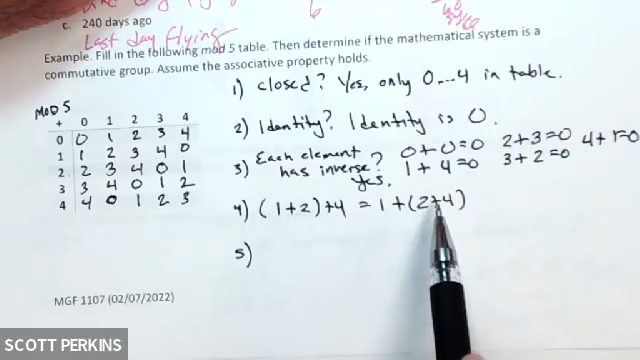 c. 240 days ago
Last day flying
Example. Fill in the following mod 5 table. Then determine if the mathematical system is a
commutative group. Assume the associative property holds.
MOD 5
+ 0 1 2 3 4
0 0 1 2 3 4
1 1 2 3 4 0
2 2 3 4 0 1
3 3 4 0 1 2
4 4 0 1 2 3
1) closed? Yes, only 0...4 in table.
2) Identity? Identity is 0.
3) Each element has inverse? Yes.
0+0=0 2+3=0 4+1=0
1+4=0 3+2=0
4) (1+2)+4 = 1+(2+4)
5)
MGF 1107 (02/07/2022)
SCOTT PERKINS